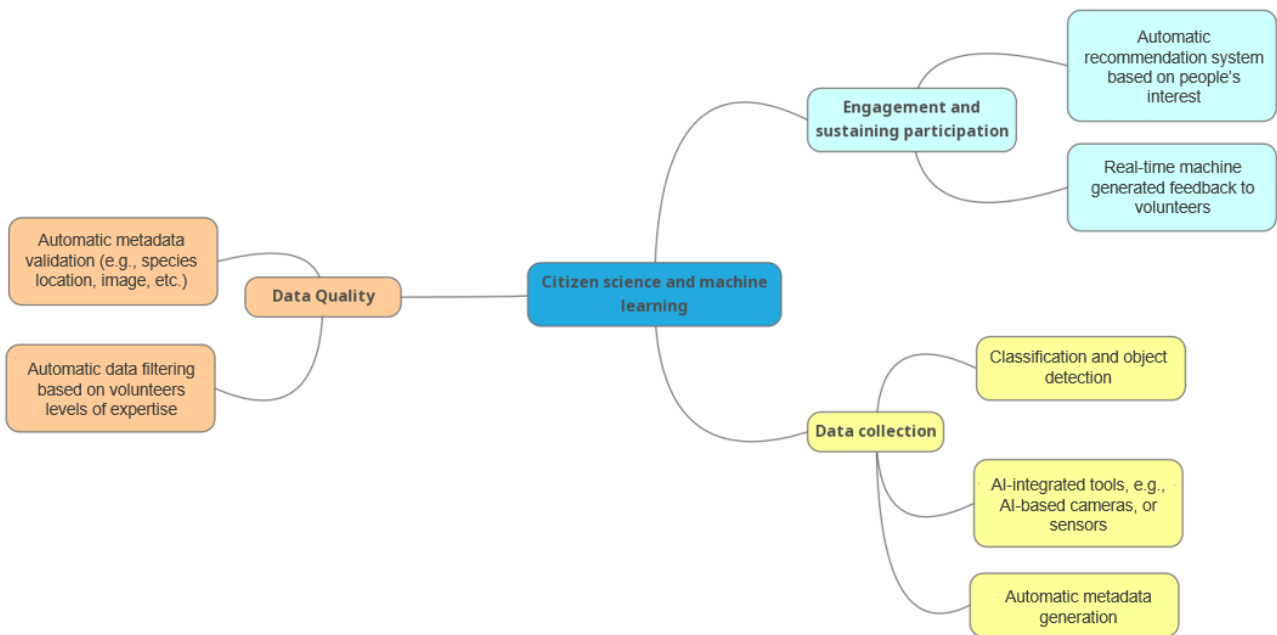 Automatic
recommendation system
based on people's
interest
Engagement and
sustaining participation
Real-time machine
generated feedback to
volunteers
Automatic metadata
validation (e.g., species
location, image, etc.)
Data Quality
Citizen science and machine
learning
Automatic data filtering
based on volunteers
levels of expertise
Classification and object
detection
Data collection
AI-integrated tools, e.g.,
AI-based cameras, or
sensors
Automatic metadata
generation